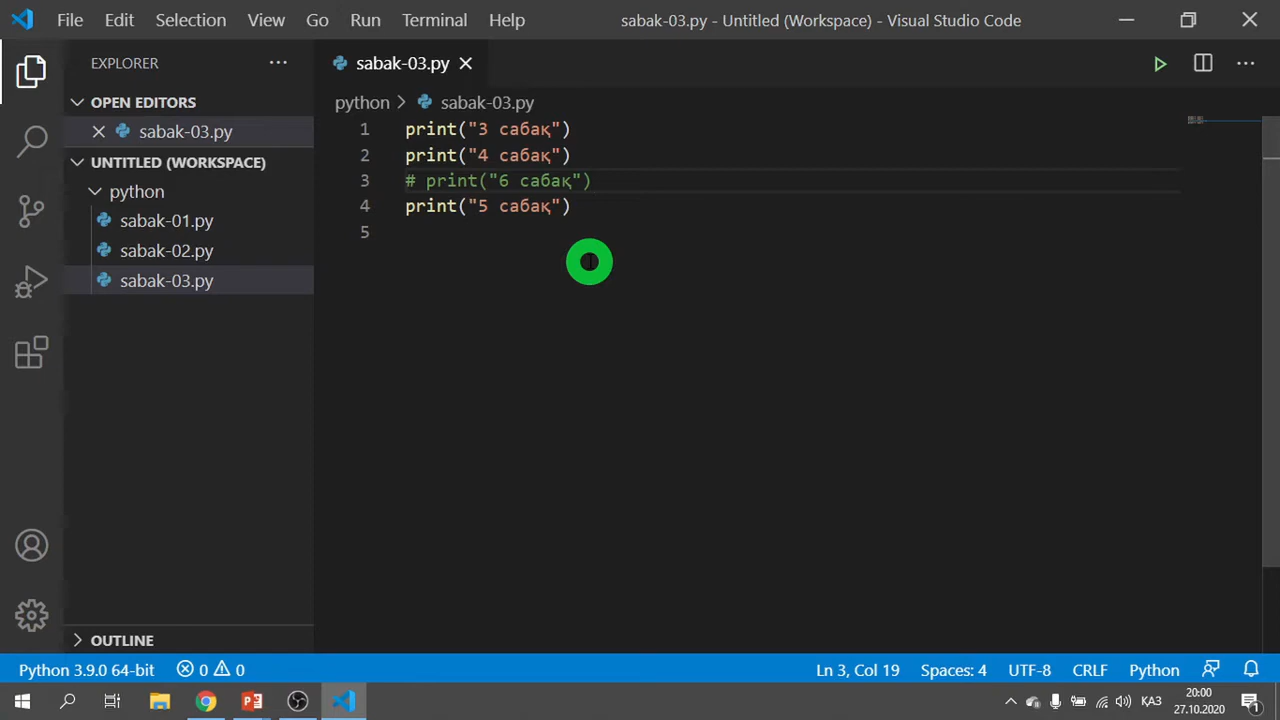 File Edit Selection View Go Run Terminal Help sabak-03.py - Untitled (Workspace) - Visual Studio Code
EXPLORER
sabak-03.py
OPEN EDITORS
python sabak-03.py
sabak-03.py
1 print("3 сабақ")
2 print("4 сабақ")
3 # print("6 сабақ")
4 print("5 сабақ")
5
UNTITLED (WORKSPACE)
python
sabak-01.py
sabak-02.py
sabak-03.py
OUTLINE
Python 3.9.0 64-bit 0 0 Ln 3, Col 19 Spaces: 4 UTF-8 CRLF Python
ҚАЗ
20:00
27.10.2020
1